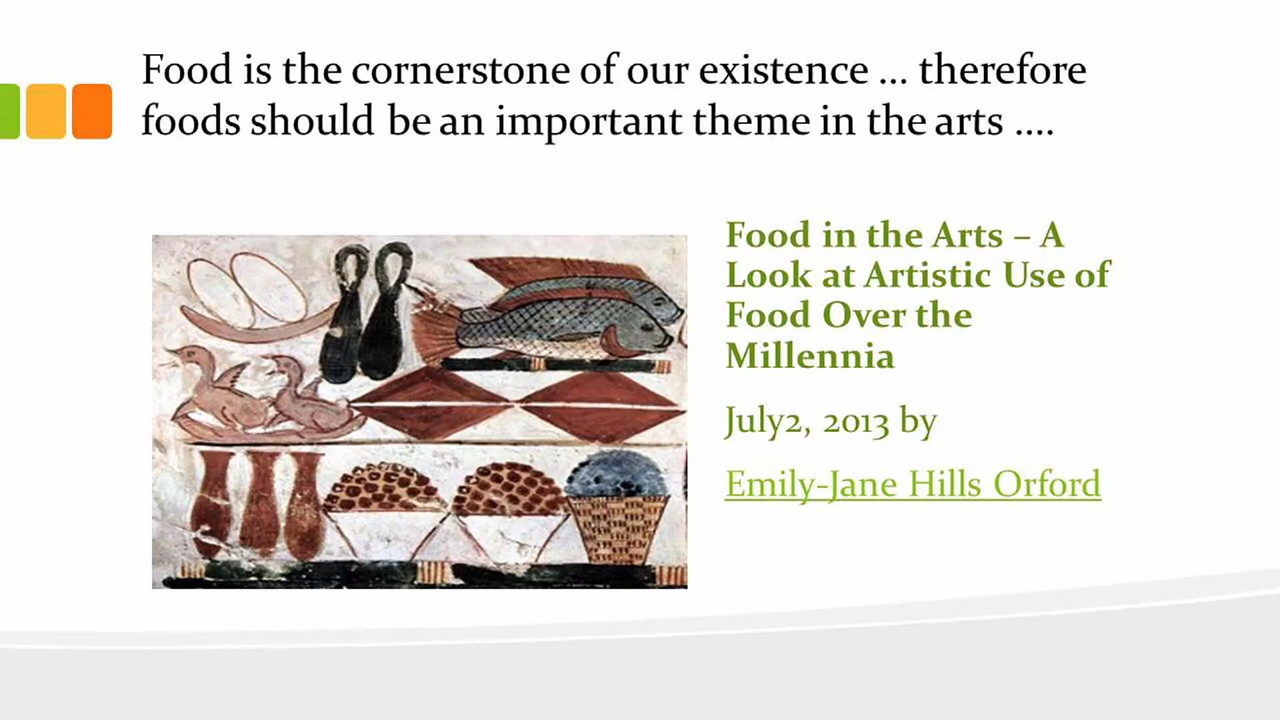 Food is the cornerstone of our existence ... therefore
foods should be an important theme in the arts ....
Food in the Arts – A
Look at Artistic Use of
Food Over the
Millennia
July2, 2013 by
Emily-Jane Hills Orford